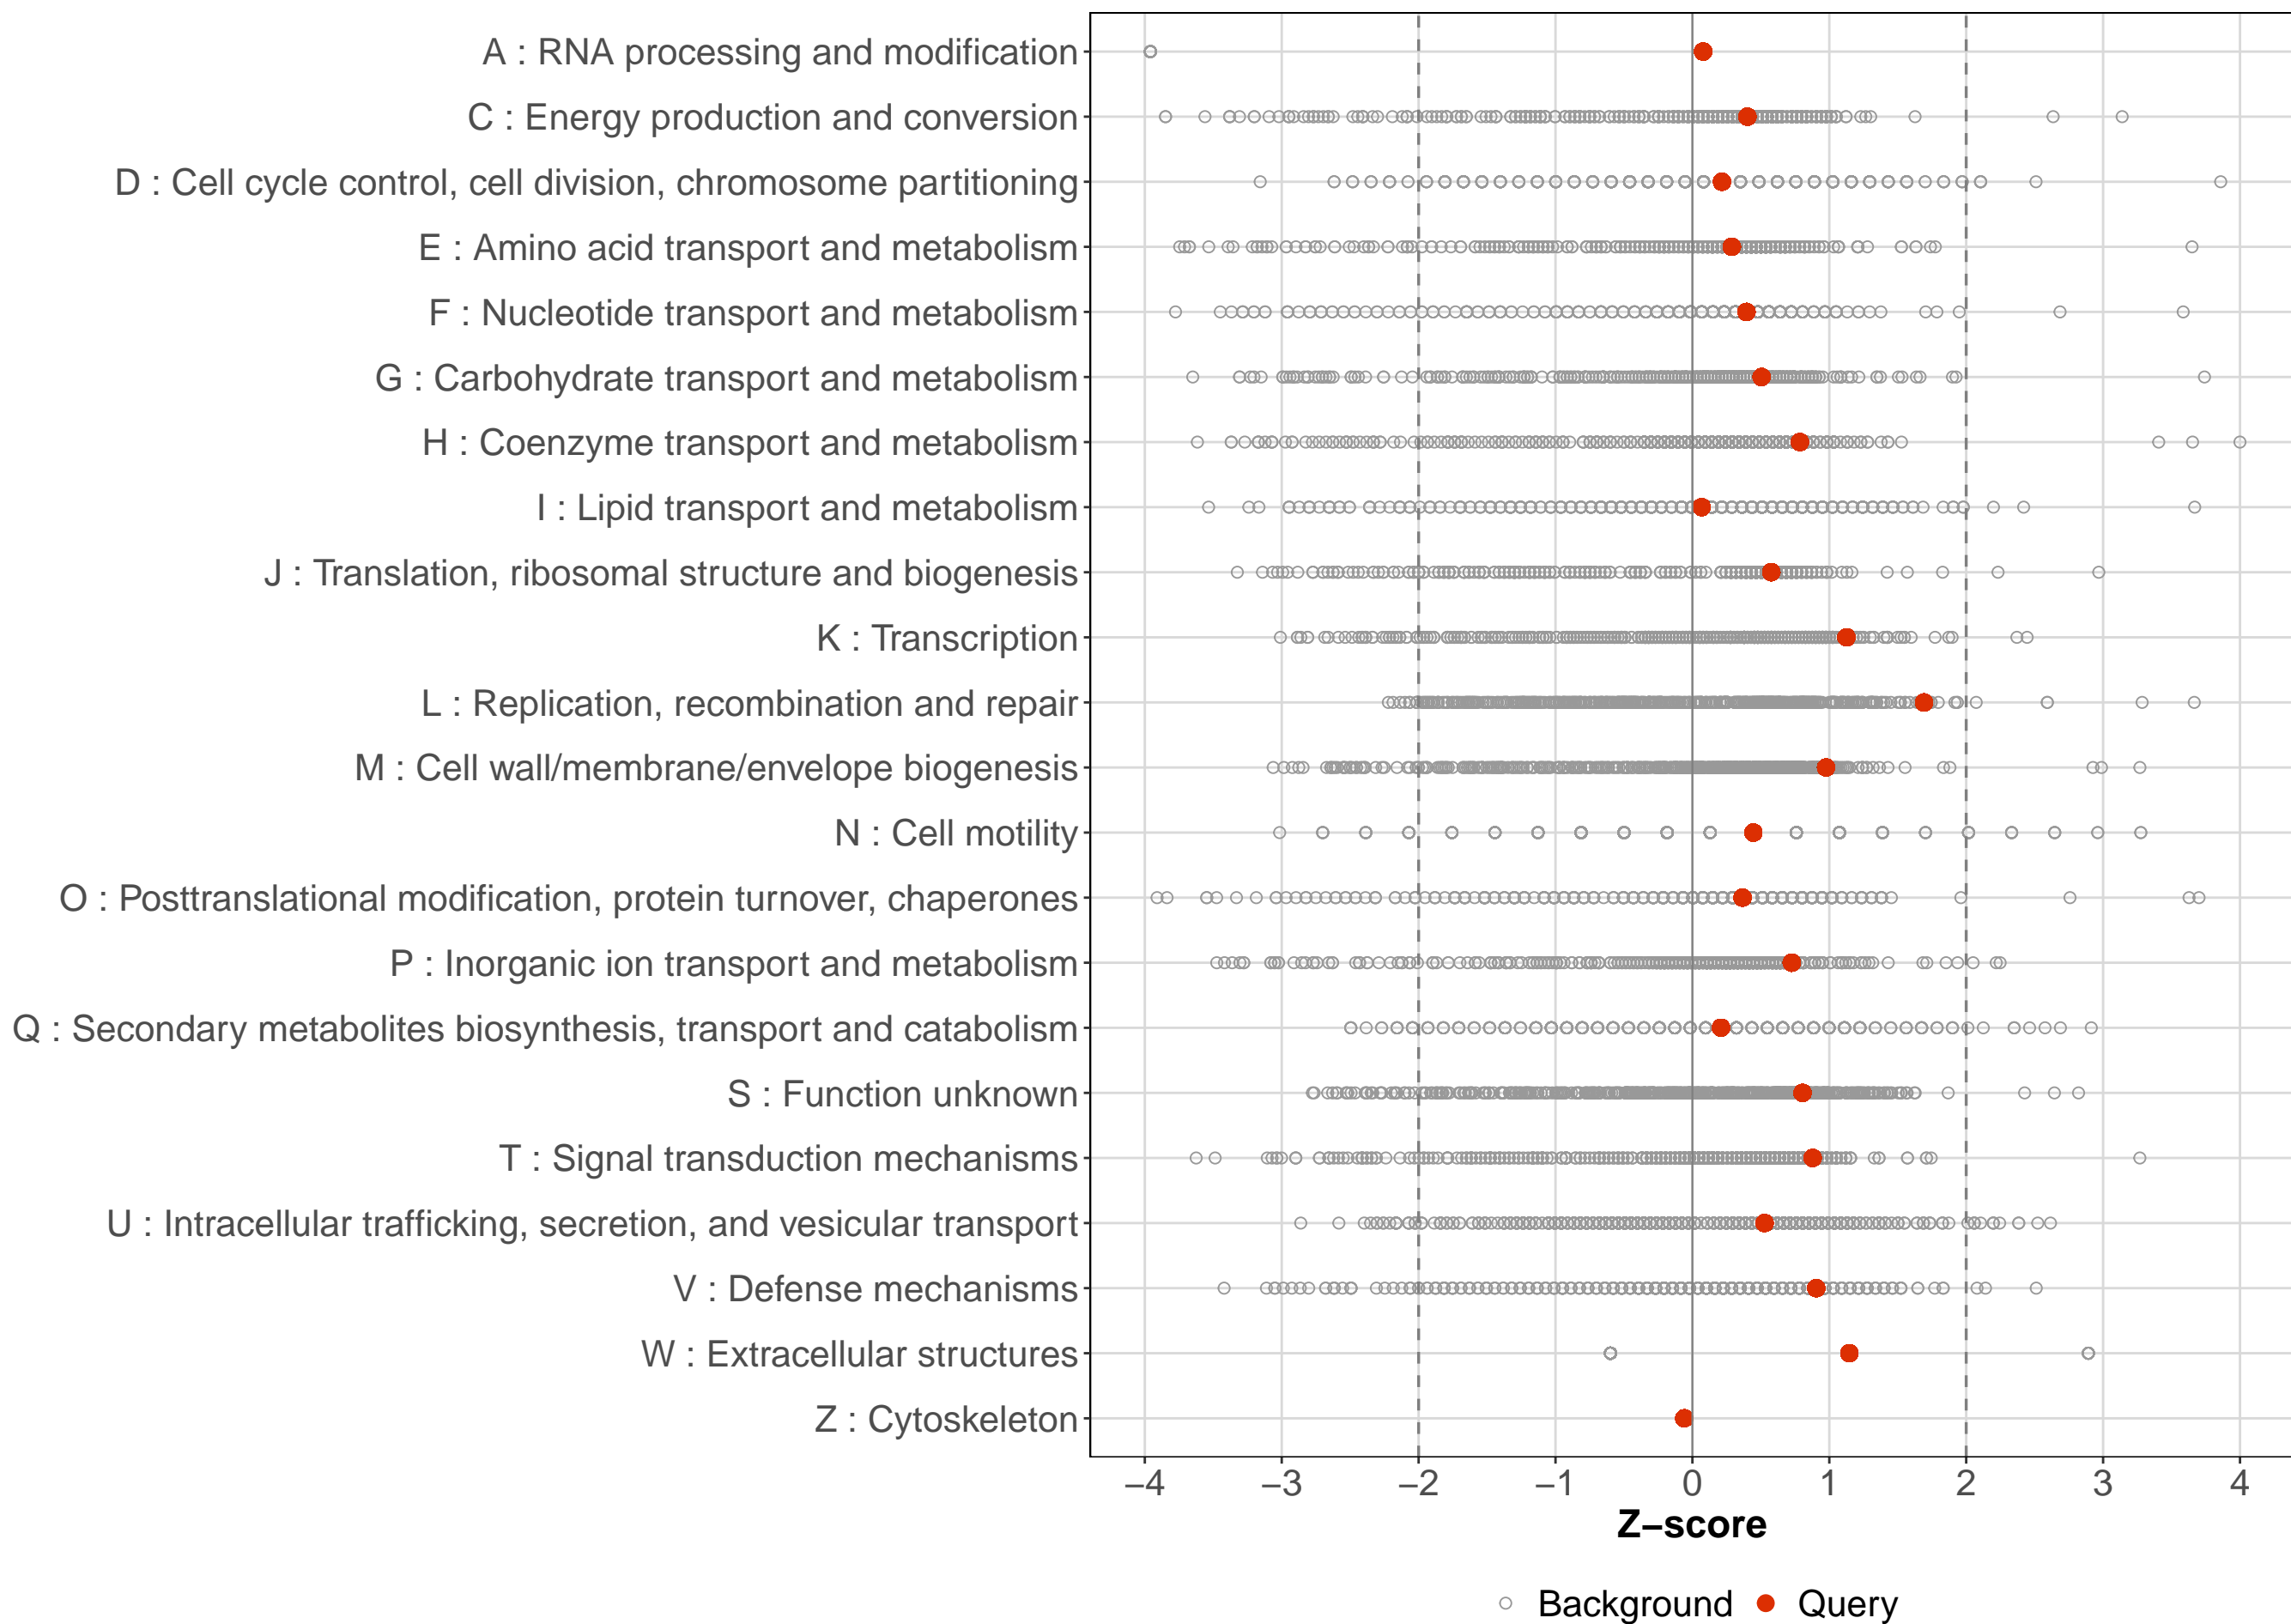 A : RNA processing and modification
C : Energy production and conversion
D : Cell cycle control, cell division, chromosome partitioning
E : Amino acid transport and metabolism
F : Nucleotide transport and metabolism
G : Carbohydrate transport and metabolism
H : Coenzyme transport and metabolism
I : Lipid transport and metabolism
J : Translation, ribosomal structure and biogenesis
K : Transcription
L : Replication, recombination and repair
M : Cell wall/membrane/envelope biogenesis
N : Cell motility
O : Posttranslational modification, protein turnover, chaperones
P : Inorganic ion transport and metabolism
Q : Secondary metabolites biosynthesis, transport and catabolism
S : Function unknown
T : Signal transduction mechanisms
U : Intracellular trafficking, secretion, and vesicular transport
V : Defense mechanisms
W : Extracellular structures
Z : Cytoskeleton
−4 −3 −2 −1 0 1 2 3 4
Z−score
Background Query